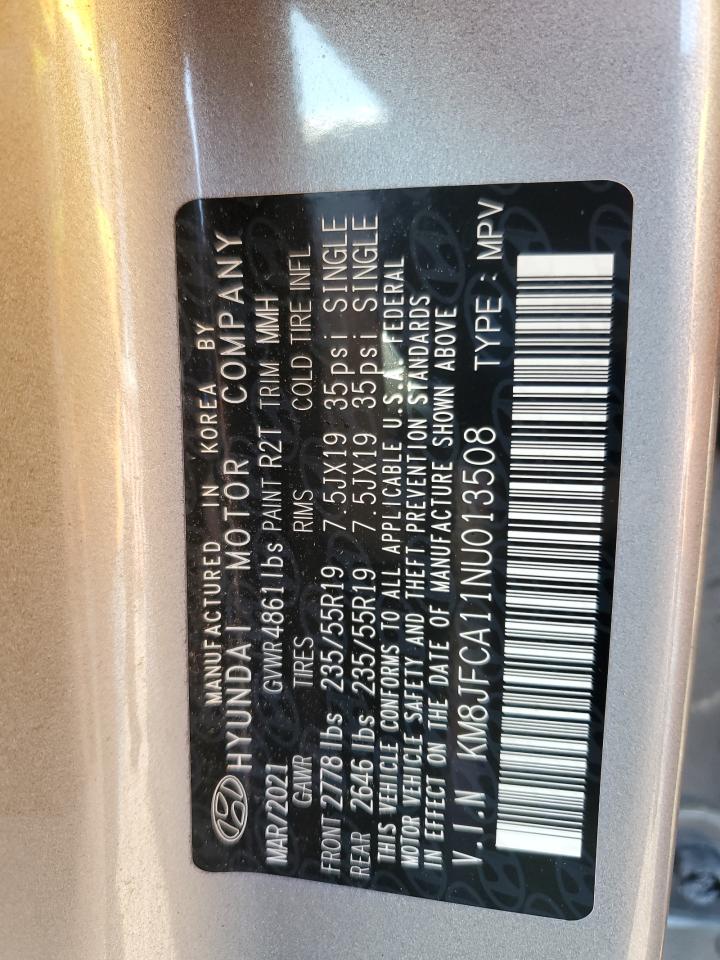 MANUFACTURED IN KOREA BY
HYUNDAI MOTOR COMPANY
MAR/2021 GVWR 4861lbs PAINT R2T TRIM MMH
GAWR TIRES RIMS COLD TIRE INFL
FRONT 2778 lbs 235/55R19 7.5JX19 35psi SINGLE
REAR 2646 lbs 235/55R19 7.5JX19 35psi SINGLE
THIS VEHICLE CONFORMS TO ALL APPLICABLE U.S.A. FEDERAL
MOTOR VEHICLE SAFETY AND THEFT PREVENTION STANDARDS
IN EFFECT ON THE DATE OF MANUFACTURE SHOWN ABOVE
V.I.N KM8JFCA11NU013508 TYPE : MPV